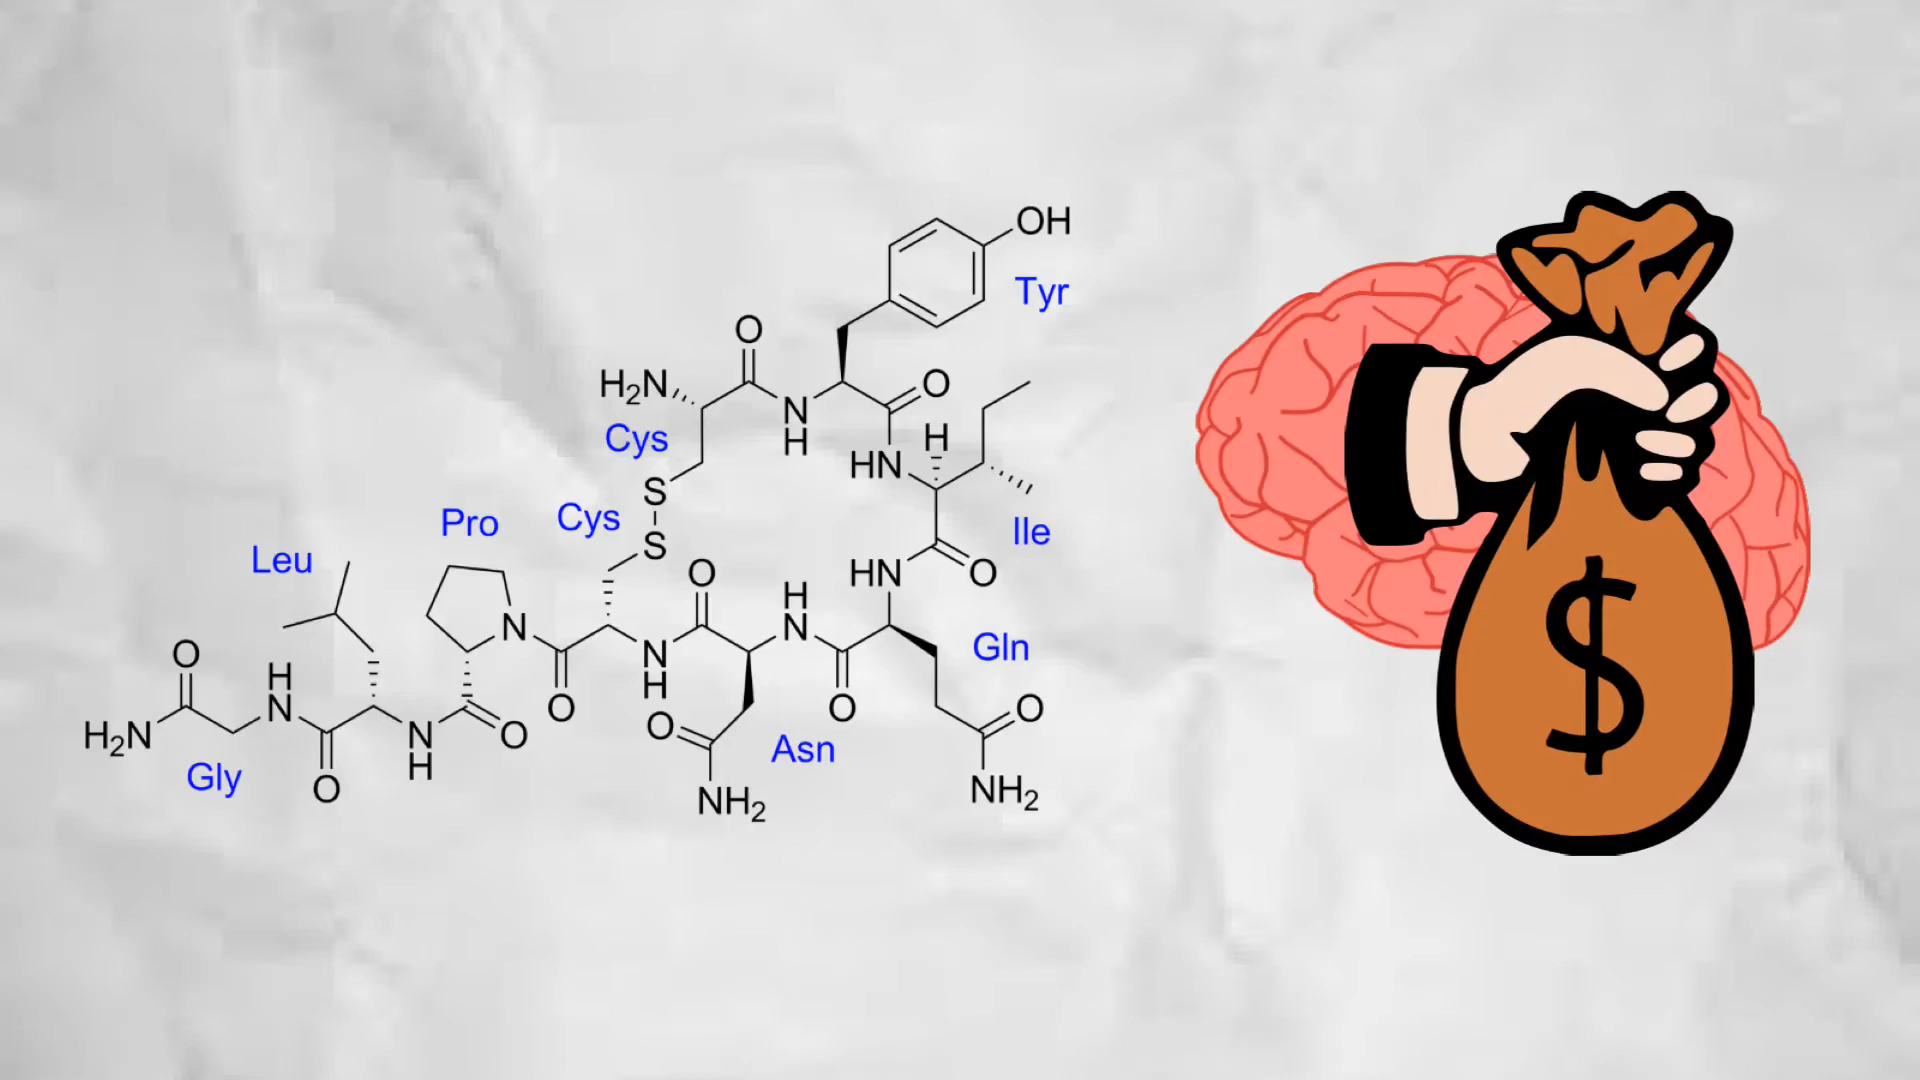 OH
Tyr
O
H₂N
O
Cys
N
H
H
HN
S
Cys
Pro
S
Ile
Leu
O
HN
O
H
N
N
Gln
O
N
H
H
N
O
O
O
O
H₂N
N
H
O
Asn
Gly
O
NH₂
NH₂
$